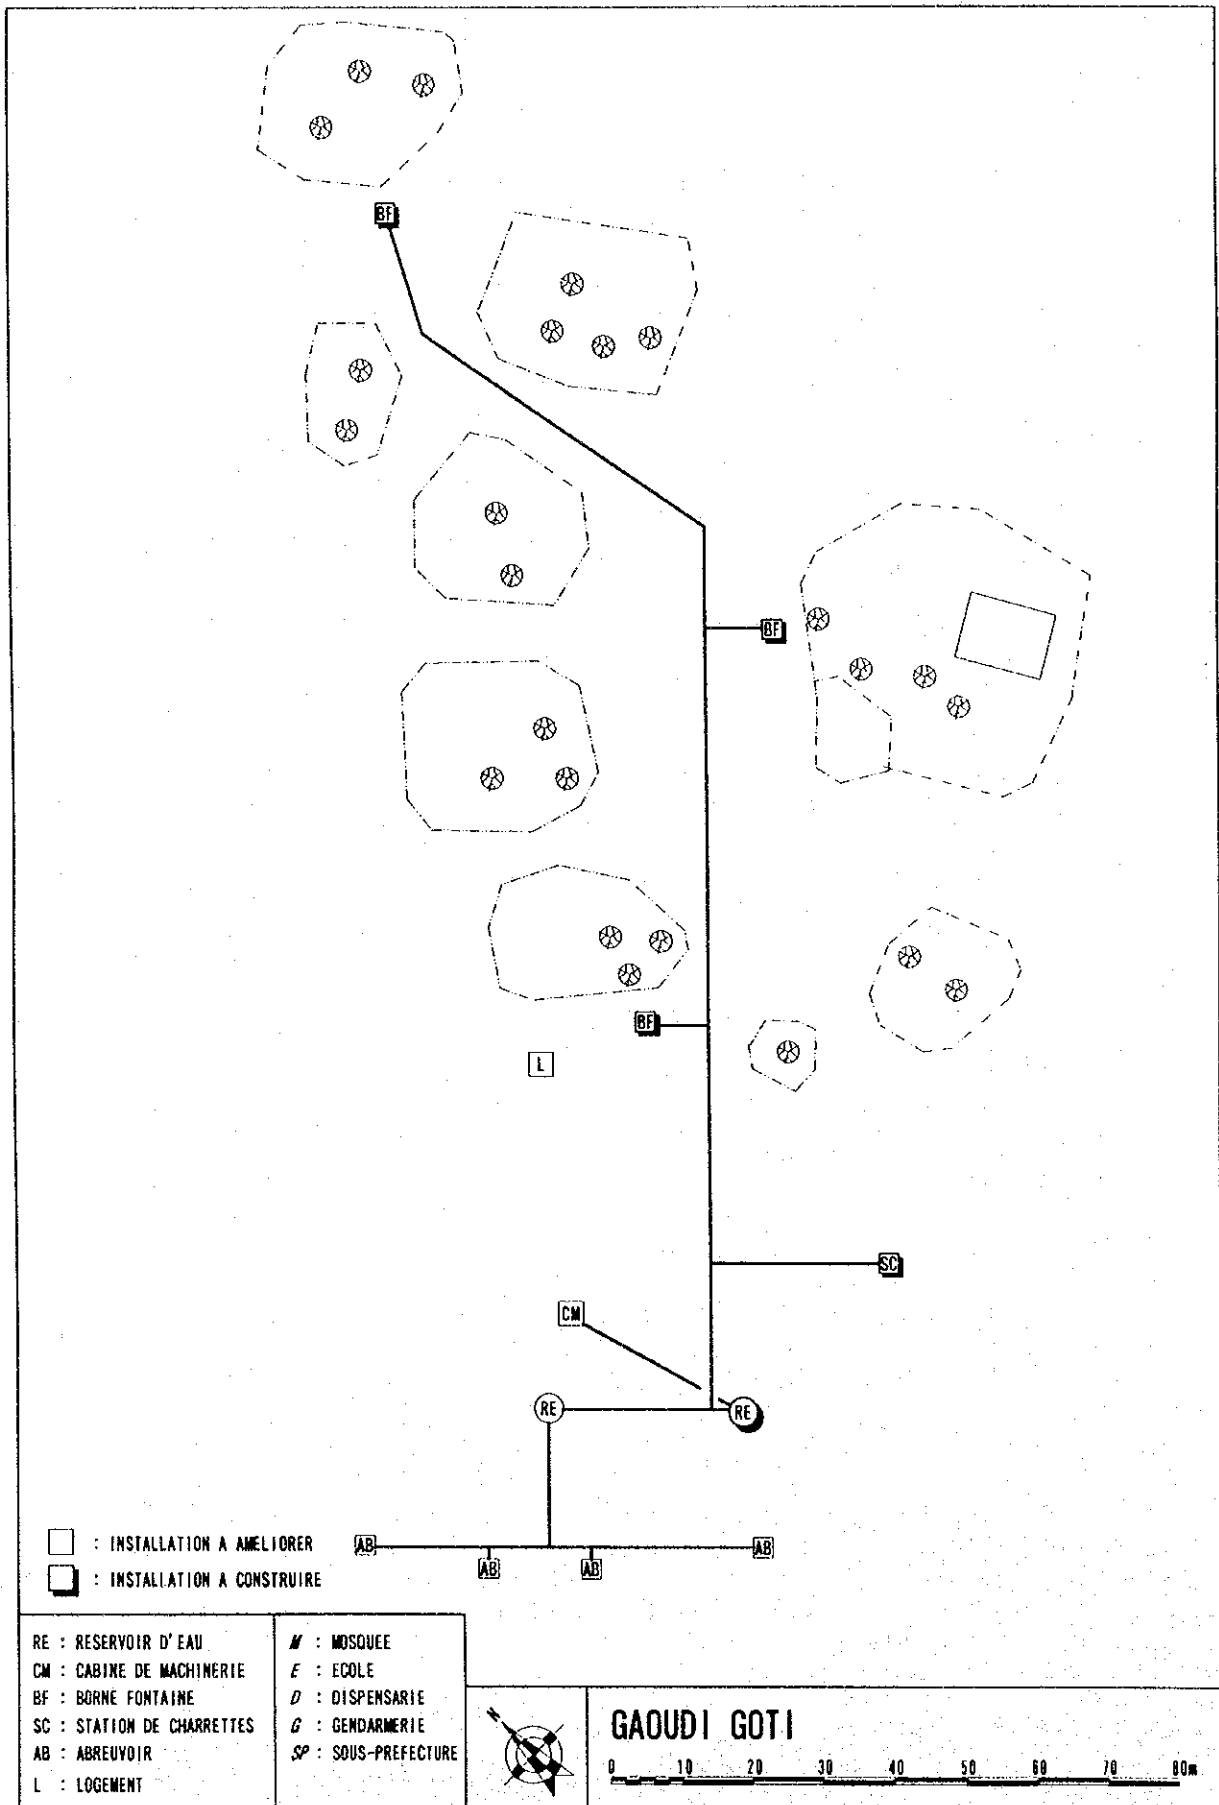 BF
BF
BF
L
SC
CM
RE
RE
AB
AB
AB
AB
: INSTALLATION A AMELIORER
: INSTALLATION A CONSTRUIRE
RE : RESERVOIR D'EAU
CM : CABINE DE MACHINERIE
BF : BORNE FONTAINE
SC : STATION DE CHARRETTES
AB : ABREUVOIR
L : LOGEMENT
M : MOSQUEE
E : ECOLE
D : DISPENSARIE
G : GENDARMERIE
SP : SOUS-PREFECTURE
N
GAOUDI GOTI
0 10 20 30 40 50 60 70 80m